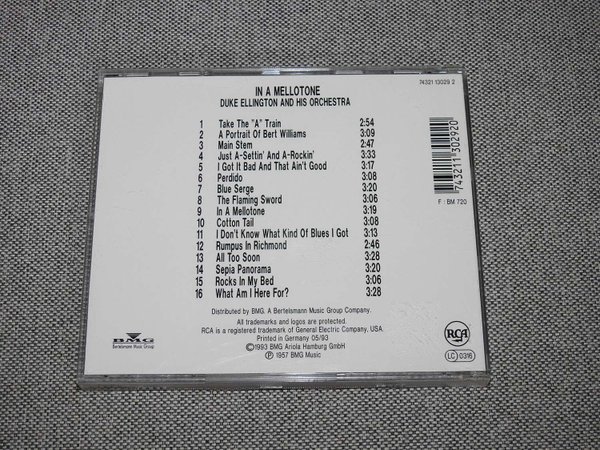 IN A MELLOTONE
74321 13029 2
DUKE ELLINGTON AND HIS ORCHESTRA
1 Take The "A" Train 2:54
2 A Portrait Of Bert Williams 3:09
3 Main Stem 2:47
4 Just A-Settin' And A-Rockin' 3:33
5 I Got It Bad And That Ain't Good 3:17
6 Perdido 3:08
7 Blue Serge 3:20
8 The Flaming Sword 3:06
9 In A Mellotone 3:19
10 Cotton Tail 3:08
11 I Don't Know What Kind Of Blues I Got 3:13
12 Rumpus In Richmond 2:46
13 All Too Soon 3:28
14 Sepia Panorama 3:20
15 Rocks In My Bed 3:06
16 What Am I Here For? 3:28
743211 302920
F : BM 720
Distributed by BMG. A Bertelsmann Music Group Company.
All trademarks and logos are protected.
RCA is a registered trademark of General Electric Company, USA.
Printed in Germany 05/93
©1993 BMG Ariola Hamburg GmbH
℗ 1957 BMG Music
BMG
Bertelsmann Music Group
RCA
LC 0316